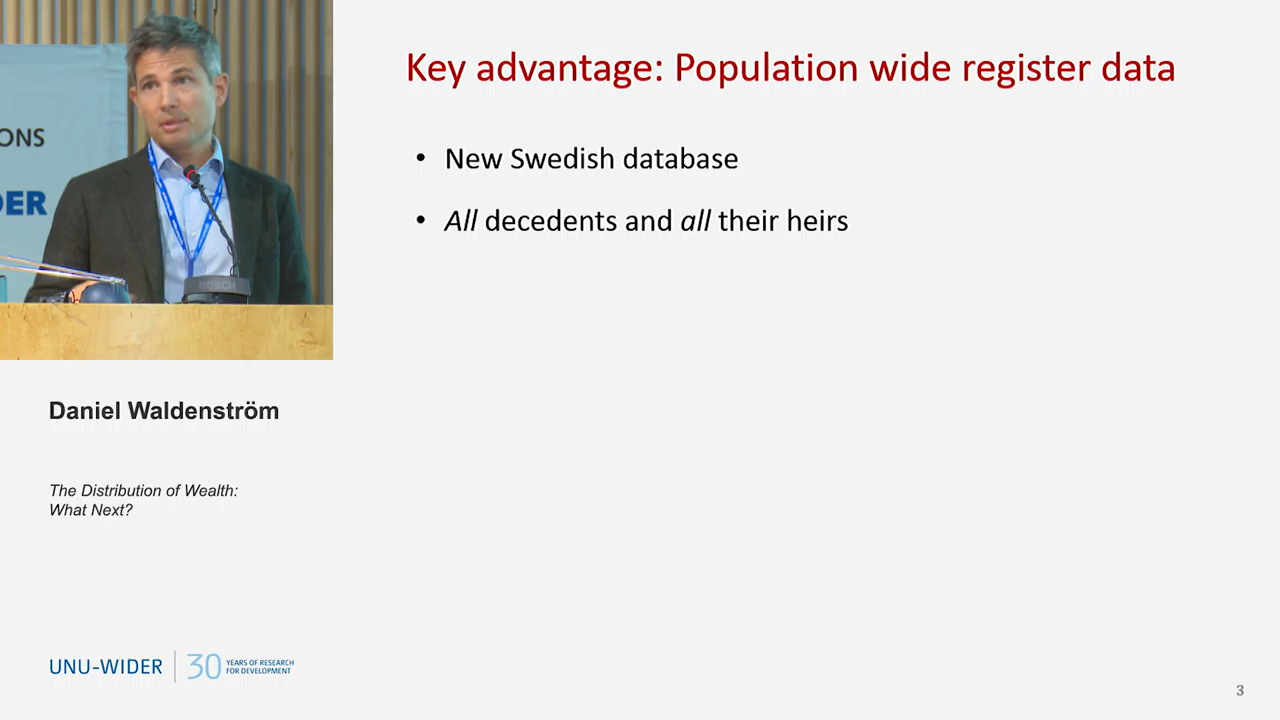 ONS
DER
BOSCH
Key advantage: Population wide register data
• New Swedish database
• All decedents and all their heirs
Daniel Waldenström
The Distribution of Wealth:
What Next?
UNU-WIDER
30 YEARS OF RESEARCH
FOR DEVELOPMENT
3